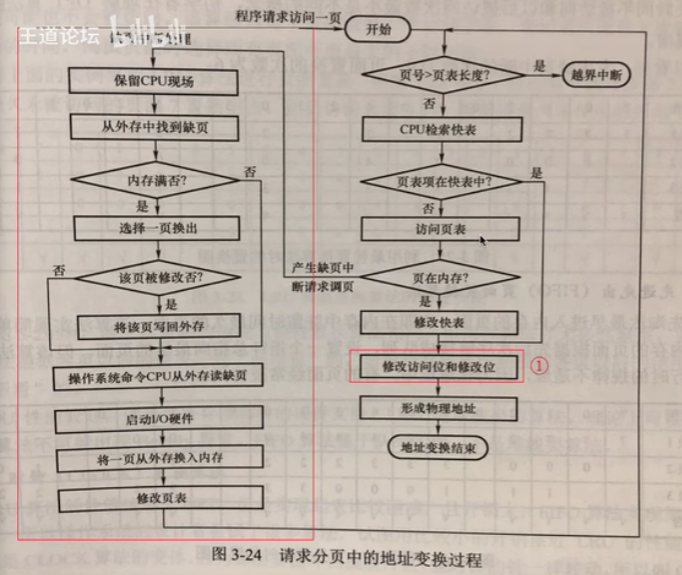 王道论坛
程序请求访问一页
开始
缺页中断处理
保留CPU现场
从外存中找到缺页
内存满否?
否
是
选择一页换出
该页被修改否?
否
是
将该页写回外存
操作系统命令CPU从外存读缺页
启动I/O硬件
将一页从外存换入内存
修改页表
页号>页表长度?
是
越界中断
否
CPU检索快表
页表项在快表中?
是
否
访问页表
产生缺页中
断请求调页
页在内存?
是
修改快表
修改访问位和修改位
①
形成物理地址
地址变换结束
图 3-24 请求分页中的地址变换过程